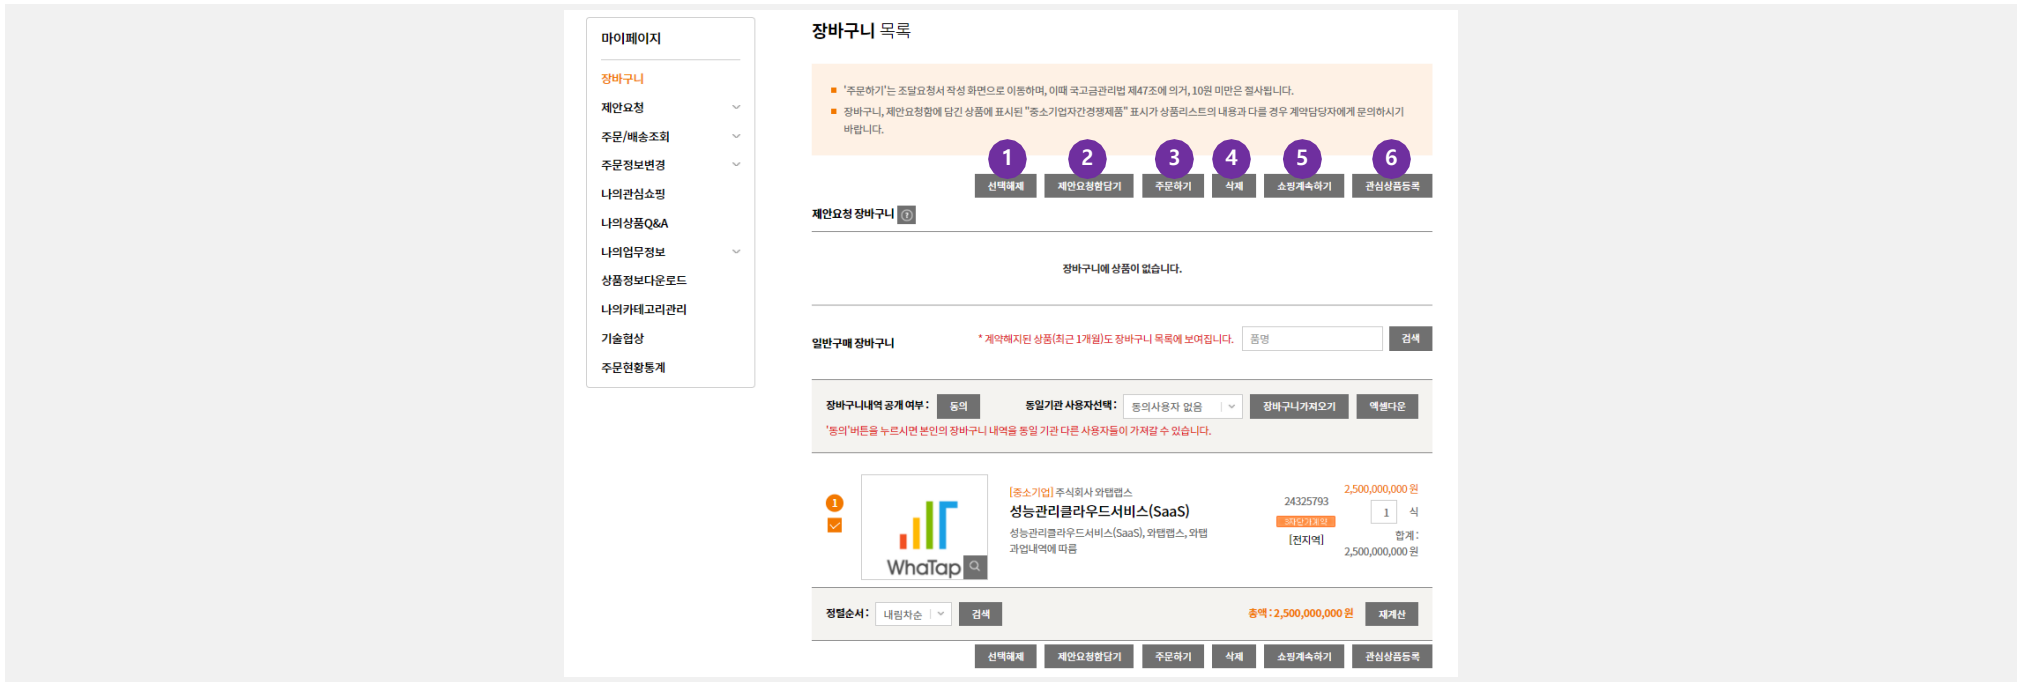 마이페이지
장바구니
제안요청
주문/배송조회
주문정보변경
나의관심쇼핑
나의상품Q&A
나의업무정보
상품정보다운로드
나의카테고리관리
기술협상
주문현황통계
장바구니 목록
'주문하기'는 조달요청서 작성 화면으로 이동하며, 이때 국고금관리법 제47조에 의거, 10원 미만은 절사됩니다.
장바구니, 제안요청함에 담긴 상품에 표시된 "중소기업자간경쟁제품" 표시가 상품리스트의 내용과 다를 경우 계약담당자에게 문의하시기
바랍니다.
1 2 3 4 5 6
선택해제 제안요청함담기 주문하기 삭제 쇼핑계속하기 관심상품등록
제안요청 장바구니 ?
장바구니에 상품이 없습니다.
일반구매 장바구니 * 계약해지된 상품(최근 1개월)도 장바구니 목록에 보여집니다. 품명 검색
장바구니내역 공개 여부 : 동의 동일기관 사용자선택 : 동의사용자 없음 장바구니가져오기 엑셀다운
'동의'버튼을 누르시면 본인의 장바구니 내역을 동일 기관 다른 사용자들이 가져갈 수 있습니다.
1
WhaTap
[중소기업] 주식회사 와탭랩스
성능관리클라우드서비스(SaaS)
성능관리클라우드서비스(SaaS), 와탭랩스, 와탭
과업내역에 따름
24325793
3자단가계약
[전지역]
2,500,000,000 원
1 식
합계 :
2,500,000,000 원
정렬순서 : 내림차순 검색 총액 : 2,500,000,000 원 재계산
선택해제 제안요청함담기 주문하기 삭제 쇼핑계속하기 관심상품등록